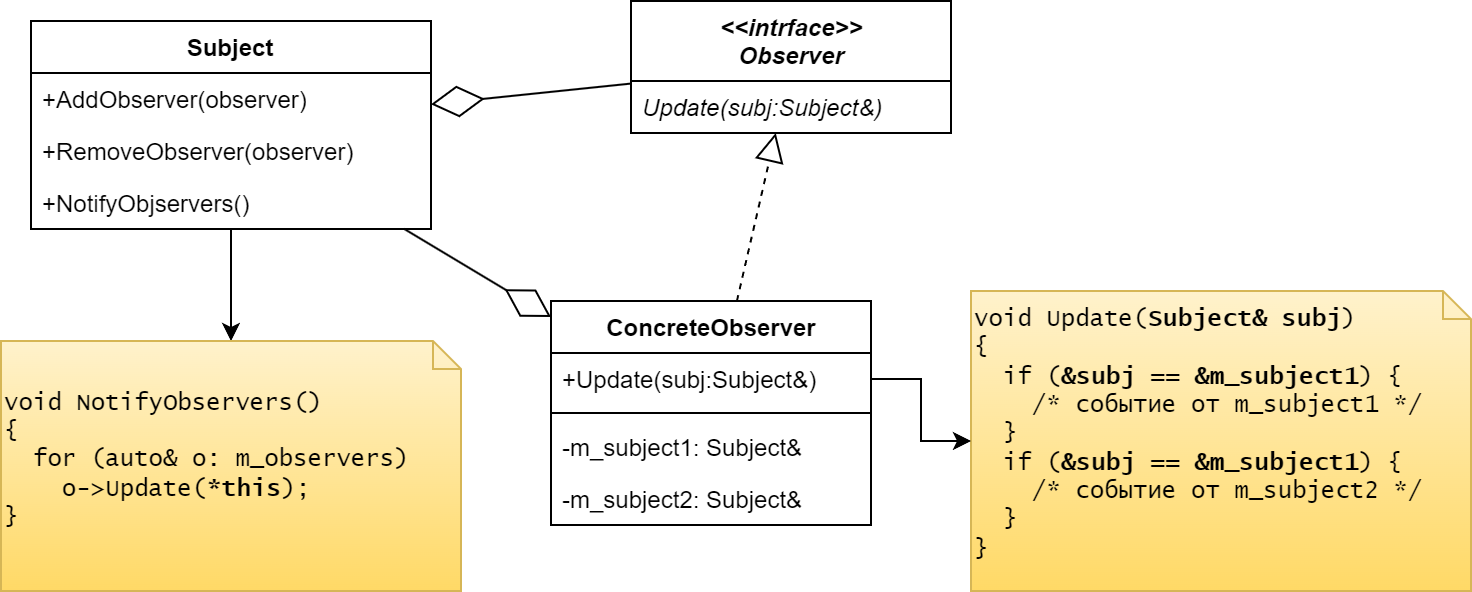 Subject
+AddObserver(observer)
+RemoveObserver(observer)
+NotifyObjservers()
<<intrface>>
Observer
Update(subj:Subject&)
void NotifyObservers()
{
  for (auto& o: m_observers)
    o->Update(*this);
}
ConcreteObserver
+Update(subj:Subject&)
-m_subject1: Subject&
-m_subject2: Subject&
void Update(Subject& subj)
{
  if (&subj == &m_subject1) {
    /* событие от m_subject1 */
  }
  if (&subj == &m_subject1) {
    /* событие от m_subject2 */
  }
}